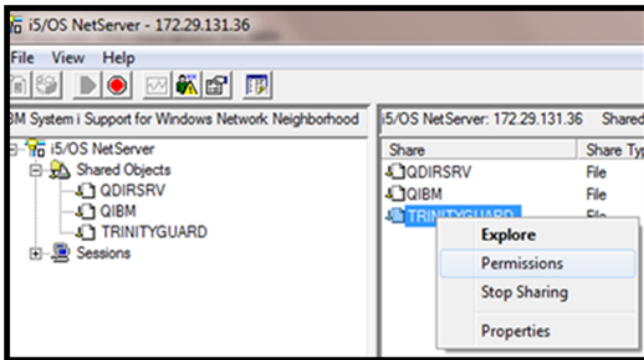 i5/OS NetServer - 172.29.131.36
File View Help
BM System i Support for Windows Network Neighborhood
i5/OS NetServer: 172.29.131.36 Shared
i5/OS NetServer
Shared Objects
QDIRSRV
QIBM
TRINITYGUARD
Sessions
Share Share Typ
QDIRSRV File
QIBM File
TRINITYGUARD File
Explore
Permissions
Stop Sharing
Properties